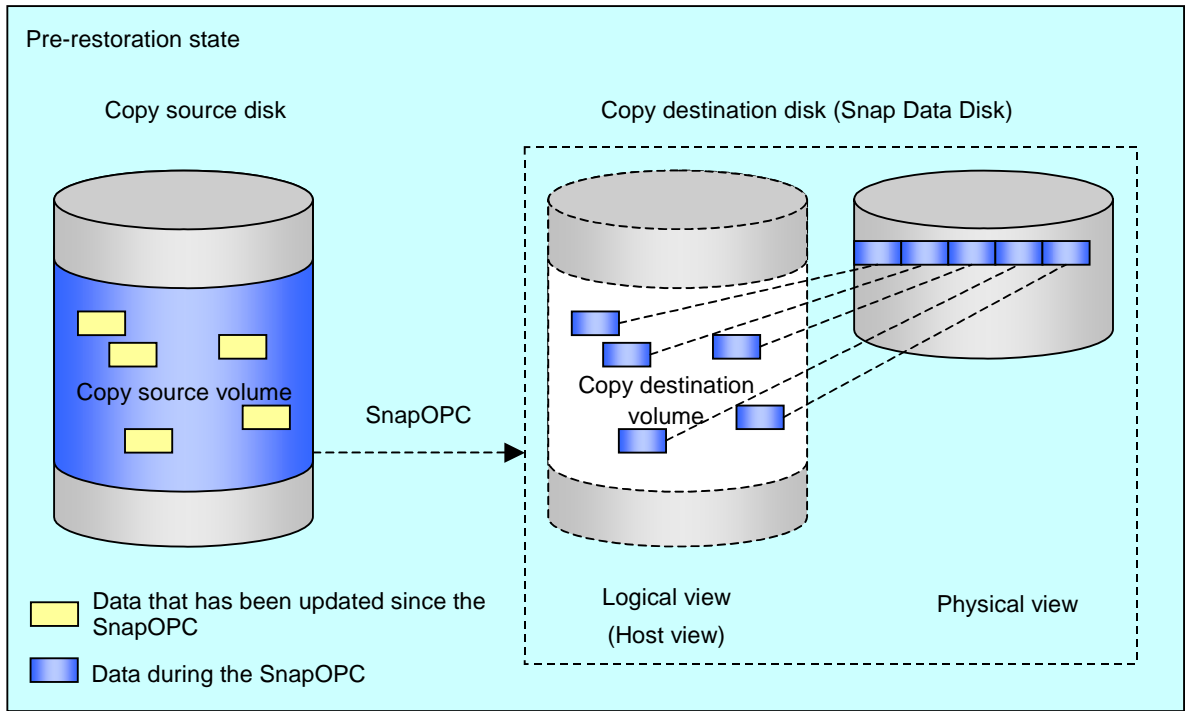 Pre-restoration state
Copy source disk
Copy destination disk (Snap Data Disk)
Copy source volume
SnapOPC
Copy destination
volume
Logical view
(Host view)
Physical view
Data that has been updated since the
SnapOPC
Data during the SnapOPC